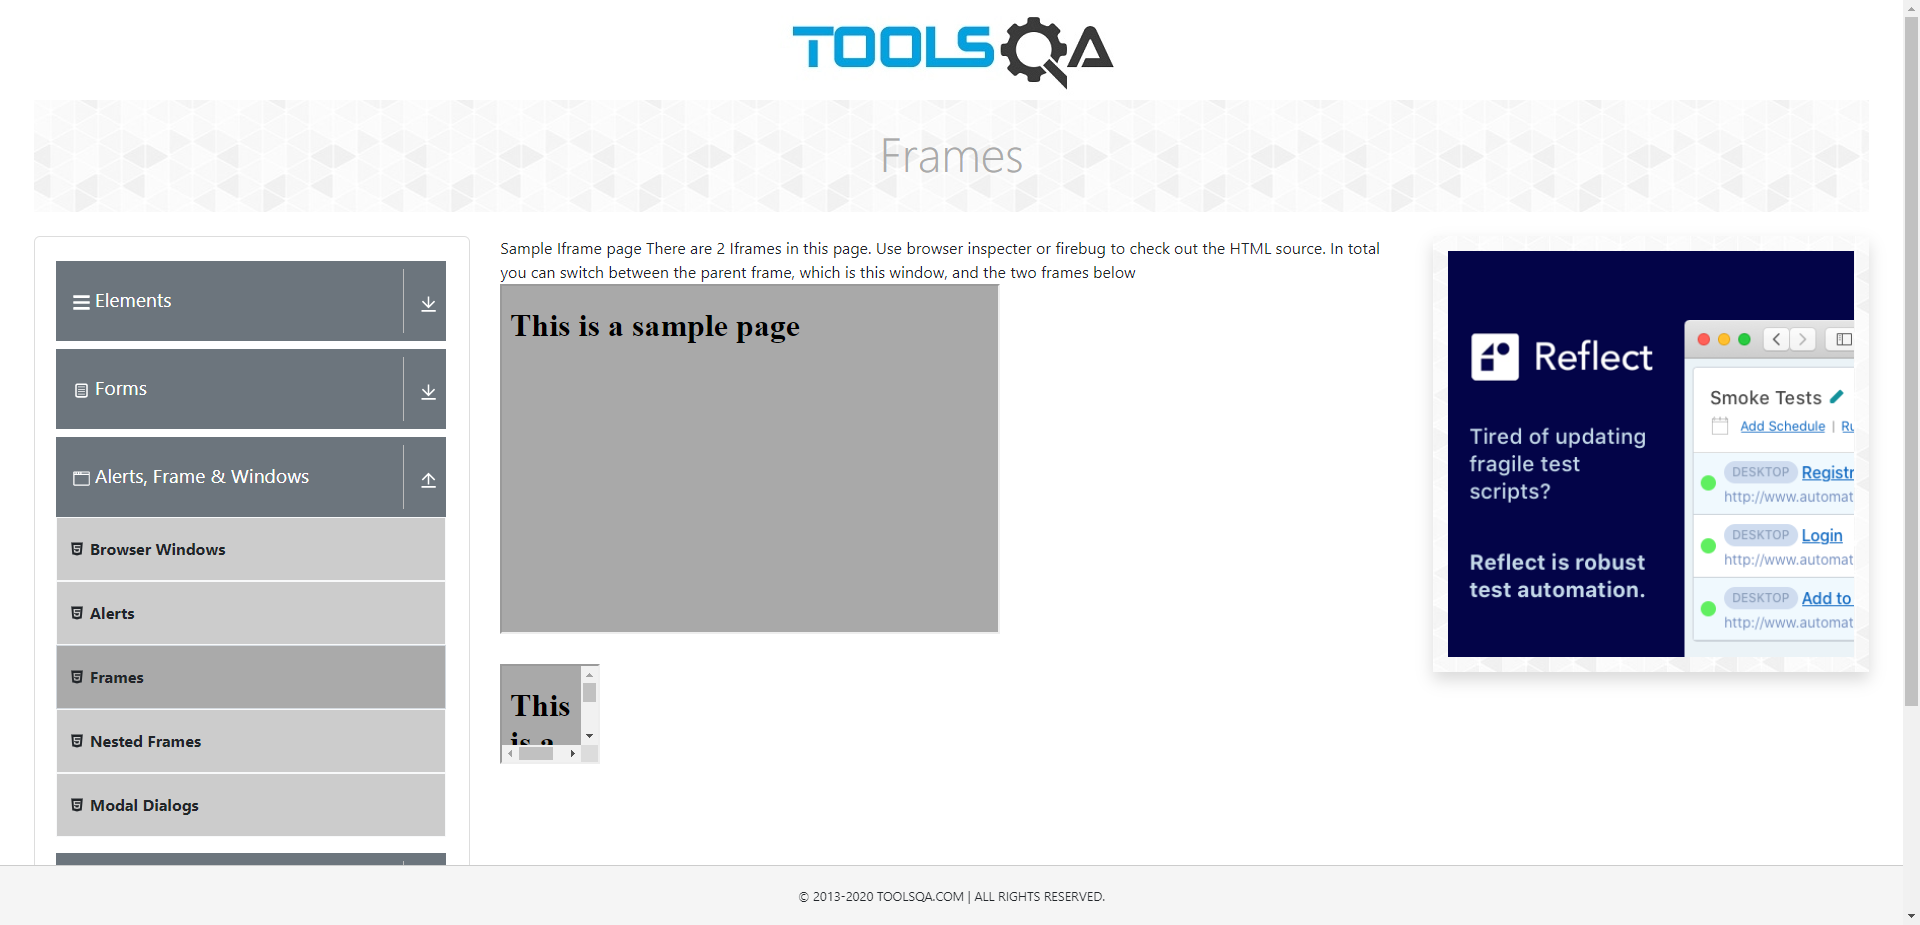 TOOLSQA
Frames
Elements
Forms
Alerts, Frame & Windows
Browser Windows
Alerts
Frames
Nested Frames
Modal Dialogs
Sample Iframe page There are 2 Iframes in this page. Use browser inspecter or firebug to check out the HTML source. In total
you can switch between the parent frame, which is this window, and the two frames below
This is a sample page
This
is a
Reflect
Tired of updating
fragile test
scripts?
Reflect is robust
test automation.
Smoke Tests
Add Schedule | Ru
DESKTOP Registr
http://www.automat
DESKTOP Login
http://www.automat
DESKTOP Add to
http://www.automat
© 2013-2020 TOOLSQA.COM | ALL RIGHTS RESERVED.